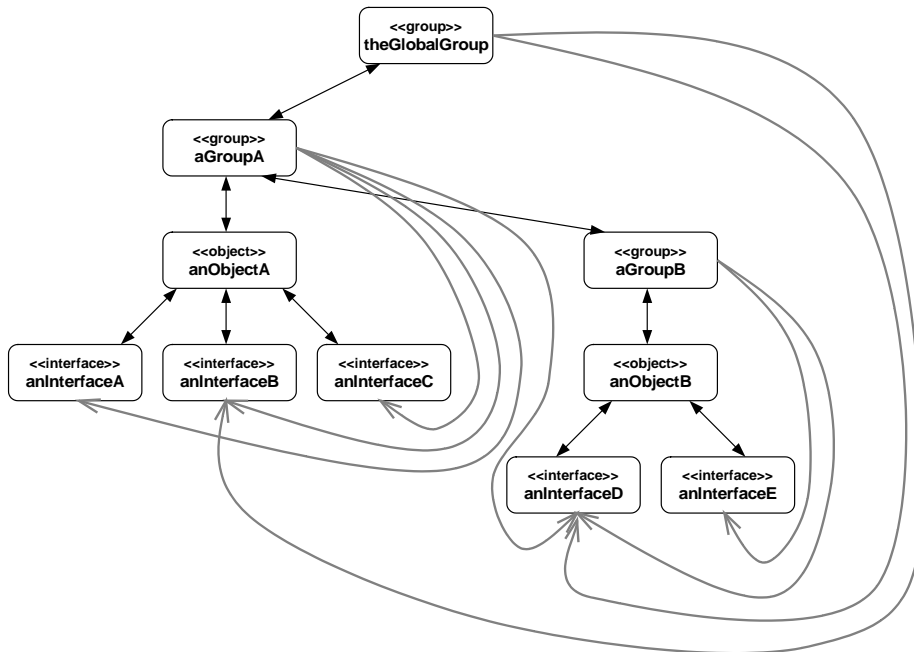 <<group>>
theGlobalGroup
<<group>>
aGroupA
<<object>>
anObjectA
<<group>>
aGroupB
<<interface>>
anInterfaceA
<<interface>>
anInterfaceB
<<interface>>
anInterfaceC
<<object>>
anObjectB
<<interface>>
anInterfaceD
<<interface>>
anInterfaceE